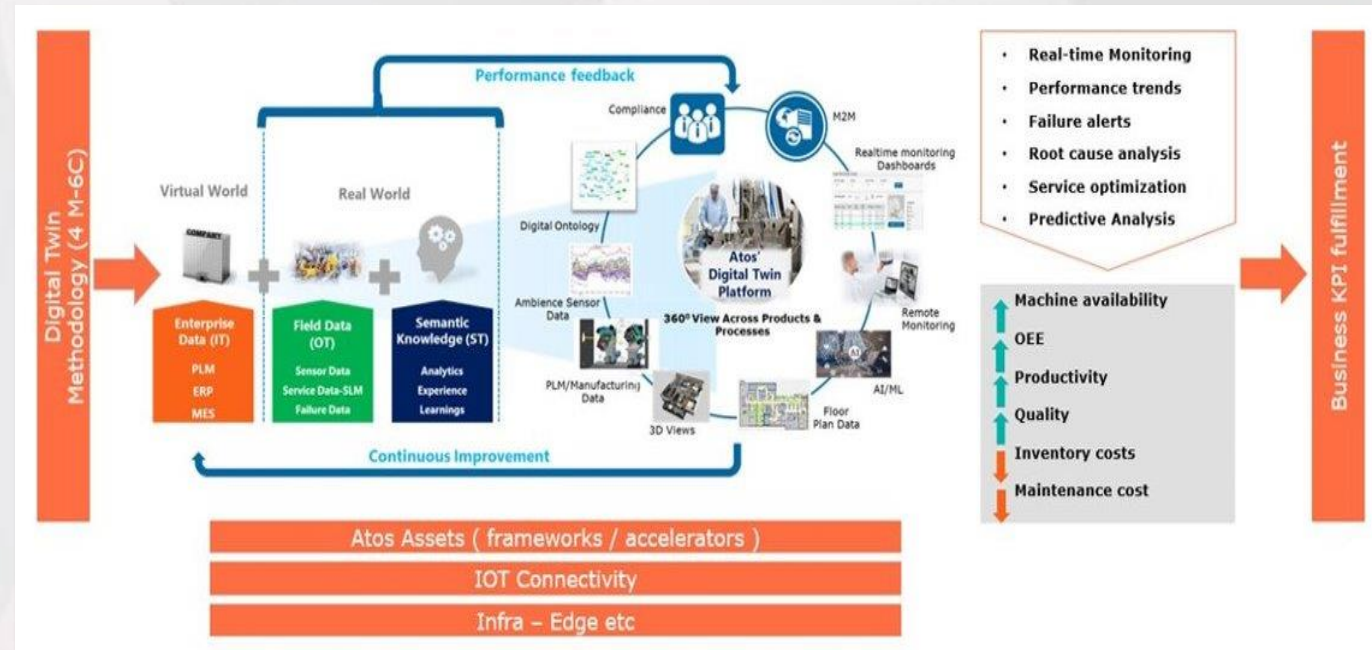 Digital Twin
Methodology (4 M-6C)
Performance feedback
Virtual World
Real World
COMPANY
Enterprise
Data (IT)
PLM
ERP
MES
Field Data
(OT)
Sensor Data
Service Data-SLM
Failure Data
Semantic
Knowledge (ST)
Analytics
Experience
Learnings
Continuous Improvement
Compliance
M2M
Realtime monitoring
Dashboards
Digital Ontology
Ambience Sensor
Data
PLM/Manufacturing
Data
3D Views
Floor
Plan Data
AI
AI/ML
Remote
Monitoring
Atos'
Digital Twin
Platform
360⁰ View Across Products &
Processes
• Real-time Monitoring
• Performance trends
• Failure alerts
• Root cause analysis
• Service optimization
• Predictive Analysis
Machine availability
OEE
Productivity
Quality
Inventory costs
Maintenance cost
Business KPI fulfillment
Atos Assets ( frameworks / accelerators )
IOT Connectivity
Infra – Edge etc